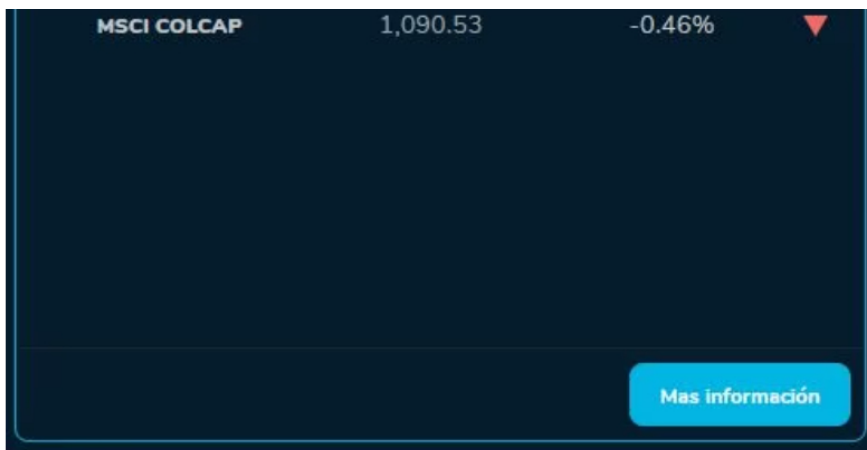 MSCI COLCAP 1,090.53 -0.46% ▼
Mas información